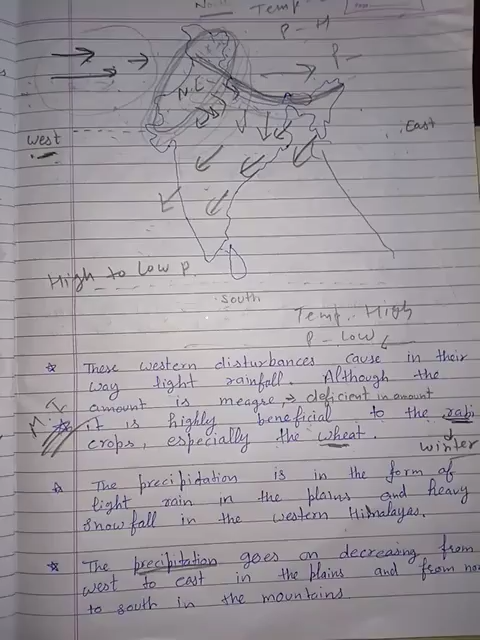 Temp
P - H
P -
N.E
West
East
High to Low P.
South
Temp. High
P - Low
These western disturbances cause in their
way light rainfall. Although the
amount is meagre, → deficient in amount
it is highly beneficial to the rabi
crops, especially the wheat.
winter
The precipitation is in the form of
light rain in the plains and heavy
snowfall in the western Himalayas.
The precipitation goes on decreasing from
west to east in the plains and from no
to south in the mountains.